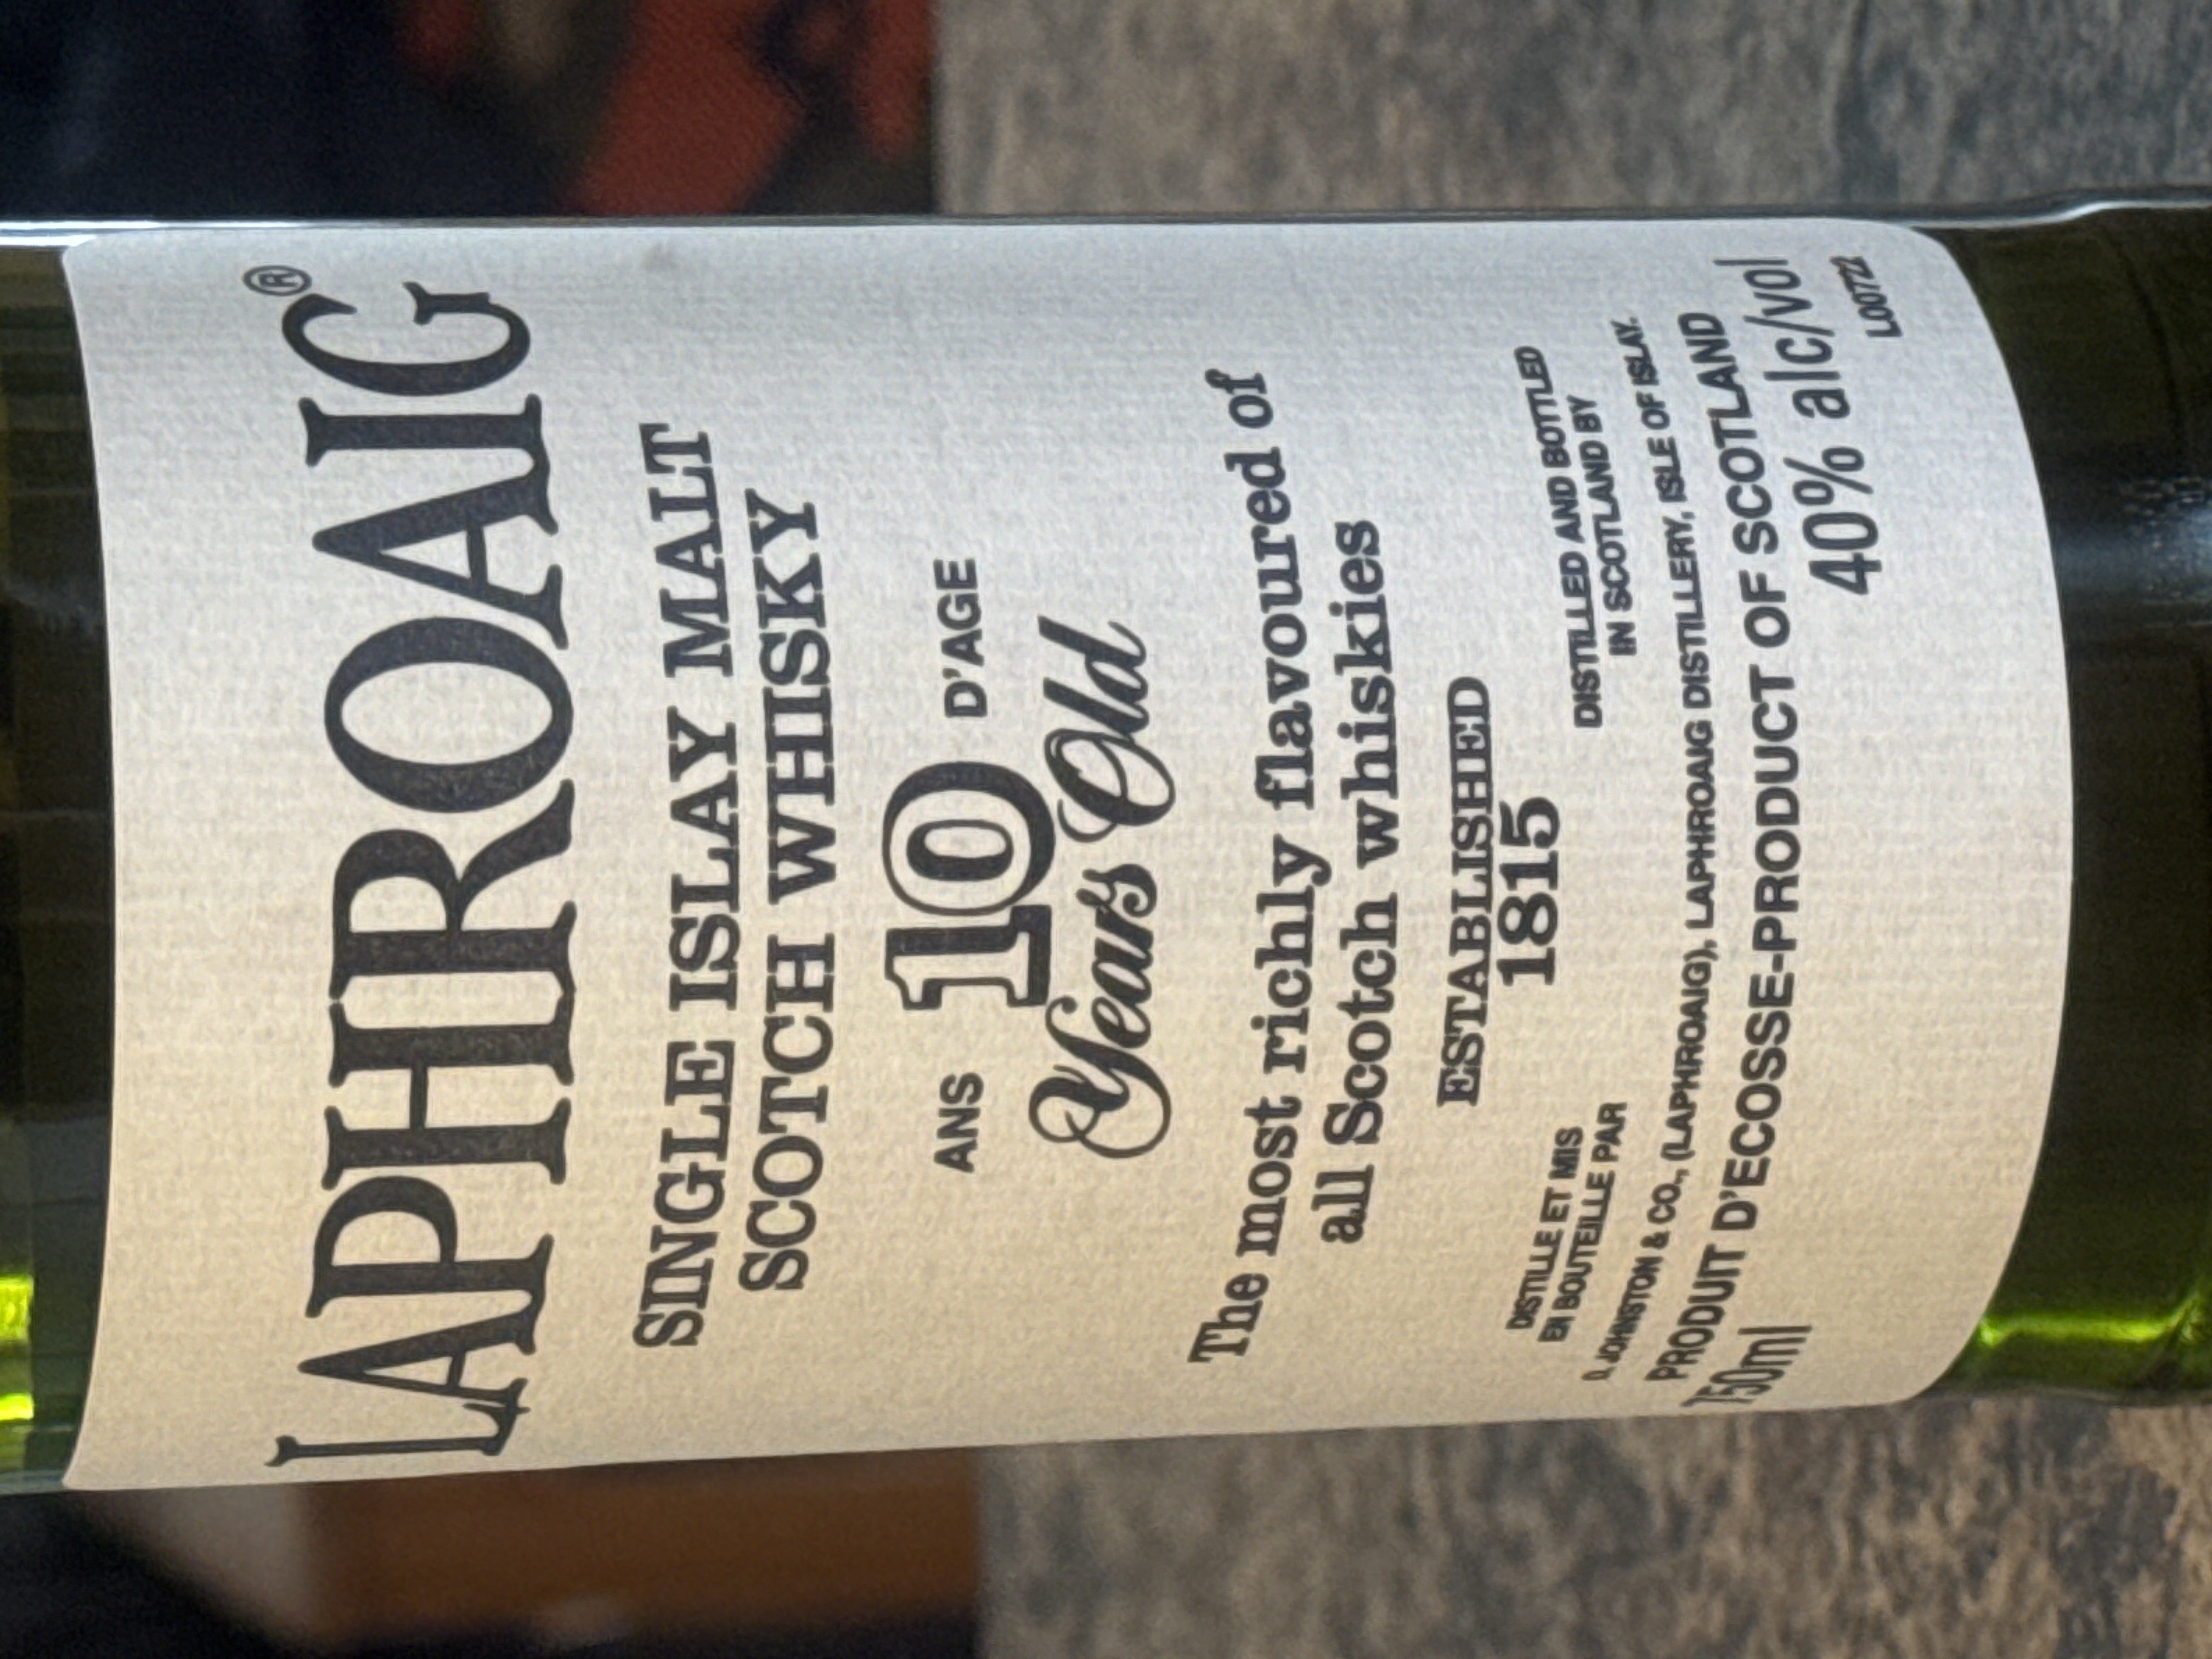 LAPHROAIG®
SINGLE ISLAY MALT
SCOTCH WHISKY
ANS 10 D'AGE
Years Old
The most richly flavoured of
all Scotch whiskies
ESTABLISHED
1815
DISTILLE ET MIS
EN BOUTEILLE PAR
DISTILLED AND BOTTLED
IN SCOTLAND BY
D. JOHNSTON & CO., (LAPHROAIG), LAPHROAIG DISTILLERY, ISLE OF ISLAY.
PRODUIT D'ECOSSE-PRODUCT OF SCOTLAND
750ml 40% alc/vol
L00722